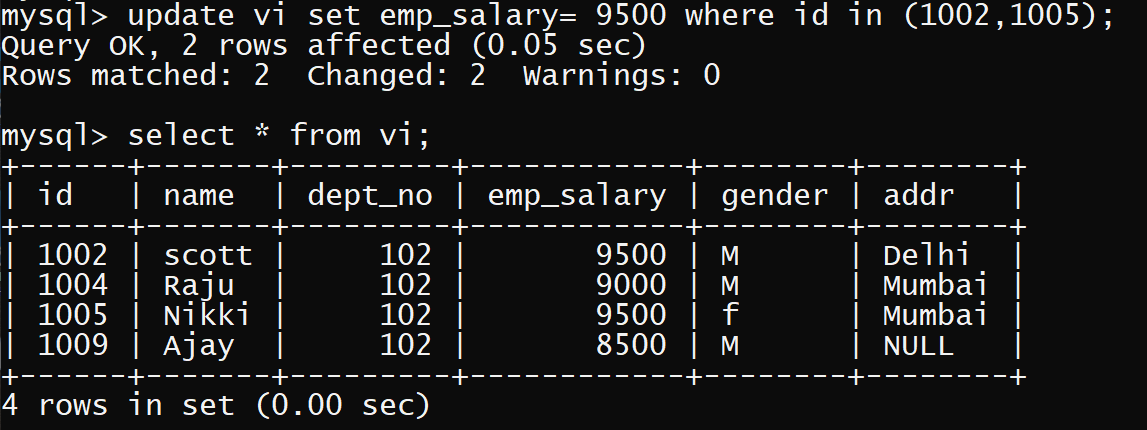 mysql> update vi set emp_salary= 9500 where id in (1002,1005);
Query OK, 2 rows affected (0.05 sec)
Rows matched: 2  Changed: 2  Warnings: 0
mysql> select * from vi;
+------+-------+---------+------------+--------+--------+
| id   | name  | dept_no | emp_salary | gender | addr   |
+------+-------+---------+------------+--------+--------+
| 1002 | scott |     102 |       9500 | M      | Delhi  |
| 1004 | Raju  |     102 |       9000 | M      | Mumbai |
| 1005 | Nikki |     102 |       9500 | f      | Mumbai |
| 1009 | Ajay  |     102 |       8500 | M      | NULL   |
+------+-------+---------+------------+--------+--------+
4 rows in set (0.00 sec)